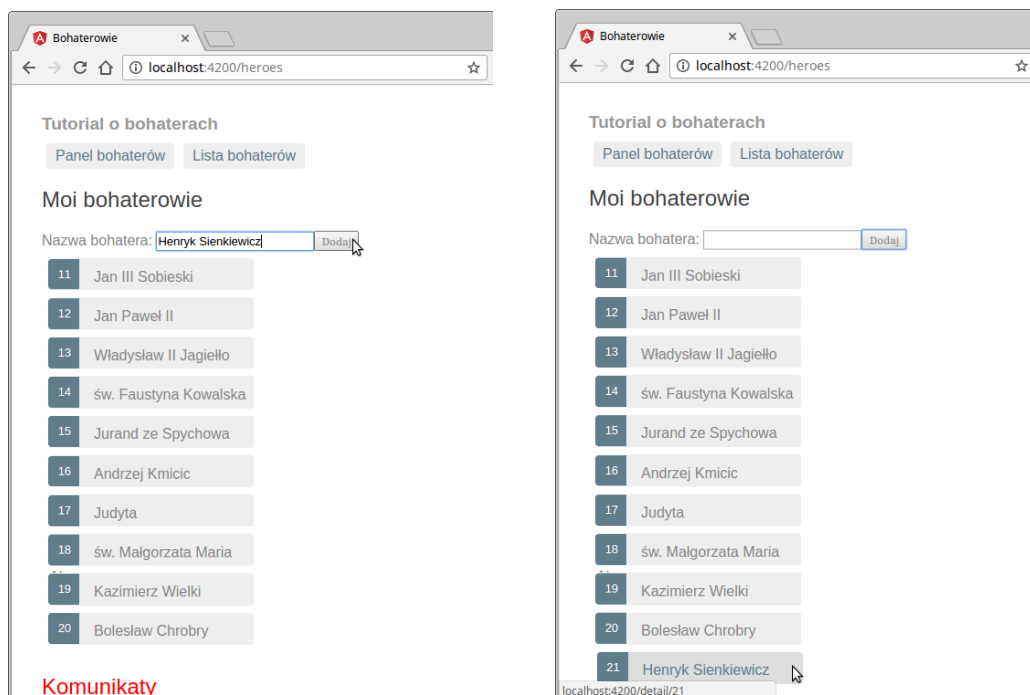 Bohaterowie
localhost:4200/heroes
Tutorial o bohaterach
Panel bohaterów Lista bohaterów
Moi bohaterowie
Nazwa bohatera: Henryk Sienkiewicz Dodaj
11 Jan III Sobieski
12 Jan Paweł II
13 Władysław II Jagiełło
14 św. Faustyna Kowalska
15 Jurand ze Spychowa
16 Andrzej Kmicic
17 Judyta
18 św. Małgorzata Maria
19 Kazimierz Wielki
20 Bolesław Chrobry
Komunikaty
Bohaterowie
localhost:4200/heroes
Tutorial o bohaterach
Panel bohaterów Lista bohaterów
Moi bohaterowie
Nazwa bohatera: Dodaj
11 Jan III Sobieski
12 Jan Paweł II
13 Władysław II Jagiełło
14 św. Faustyna Kowalska
15 Jurand ze Spychowa
16 Andrzej Kmicic
17 Judyta
18 św. Małgorzata Maria
19 Kazimierz Wielki
20 Bolesław Chrobry
21 Henryk Sienkiewicz
localhost:4200/detail/21